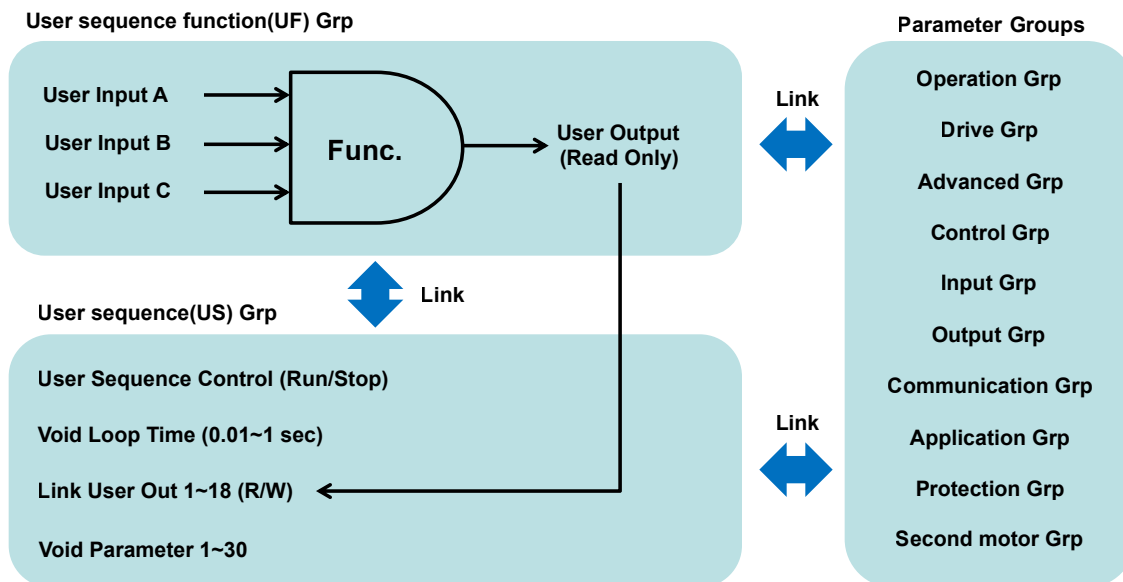 User sequence function(UF) Grp
User Input A
User Input B
User Input C
Func.
User Output
(Read Only)
Link
Link
User sequence(US) Grp
User Sequence Control (Run/Stop)
Void Loop Time (0.01~1 sec)
Link User Out 1~18 (R/W)
Void Parameter 1~30
Link
Parameter Groups
Operation Grp
Drive Grp
Advanced Grp
Control Grp
Input Grp
Output Grp
Communication Grp
Application Grp
Protection Grp
Second motor Grp